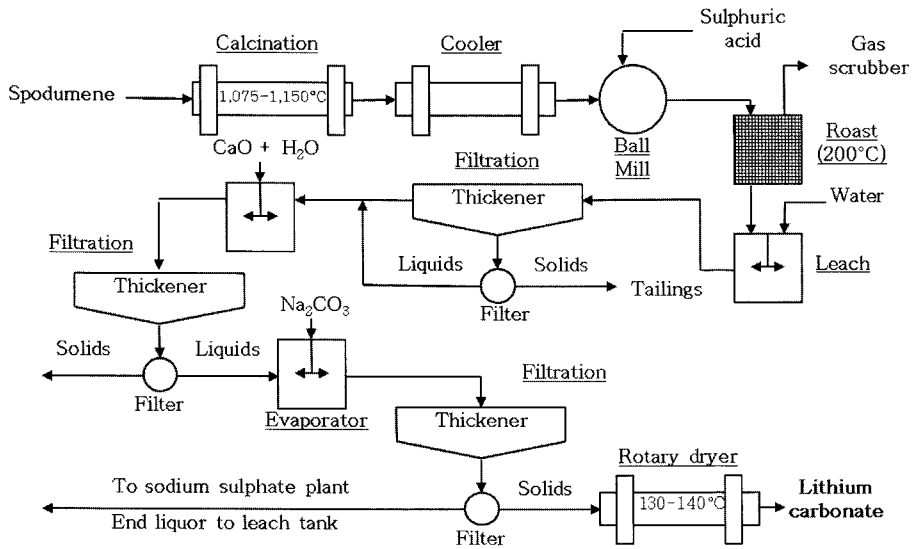 Calcination
Cooler
Sulphuric
acid
Gas
scrubber
Spodumene
1,075-1,150°C
Ball
Mill
Roast
(200°C)
CaO + H₂O
Filtration
Thickener
Water
Filtration
Liquids
Solids
Leach
Thickener
Filter
Tailings
Na₂CO₃
Solids
Liquids
Filter
Evaporator
Filtration
Thickener
Rotary dryer
To sodium sulphate plant
Solids
130-140°C
Lithium
carbonate
End liquor to leach tank
Filter